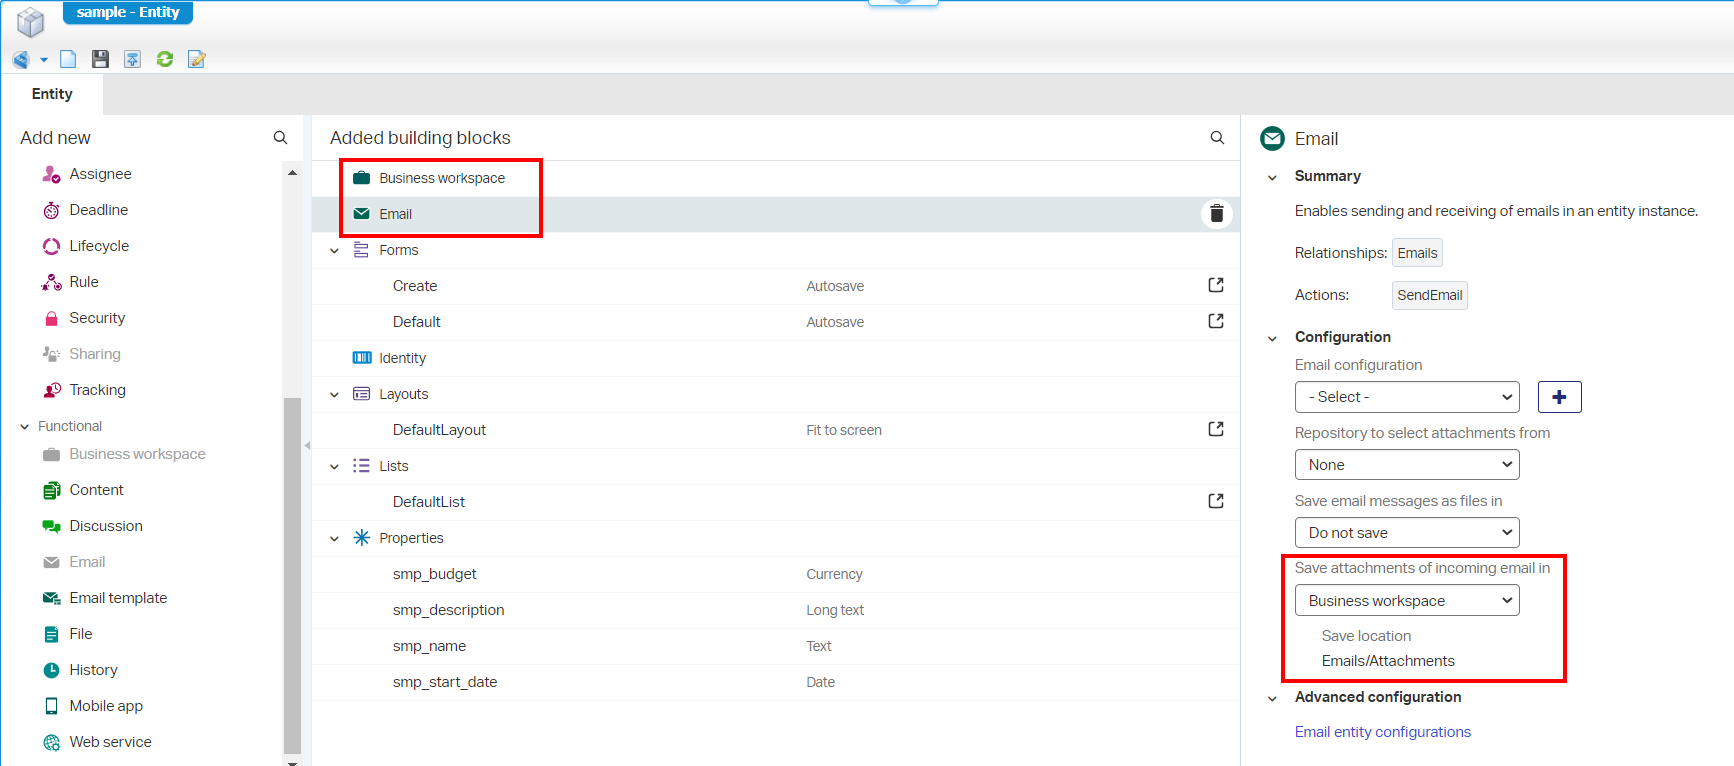 sample - Entity
Entity
Add new
Assignee
Deadline
Lifecycle
Rule
Security
Sharing
Tracking
Functional
Business workspace
Content
Discussion
Email
Email template
File
History
Mobile app
Web service
Added building blocks
Business workspace
Email
Forms
Create Autosave
Default Autosave
Identity
Layouts
DefaultLayout Fit to screen
Lists
DefaultList
Properties
smp_budget Currency
smp_description Long text
smp_name Text
smp_start_date Date
Email
Summary
Enables sending and receiving of emails in an entity instance.
Relationships: Emails
Actions: SendEmail
Configuration
Email configuration
- Select -
Repository to select attachments from
None
Save email messages as files in
Do not save
Save attachments of incoming email in
Business workspace
Save location
Emails/Attachments
Advanced configuration
Email entity configurations